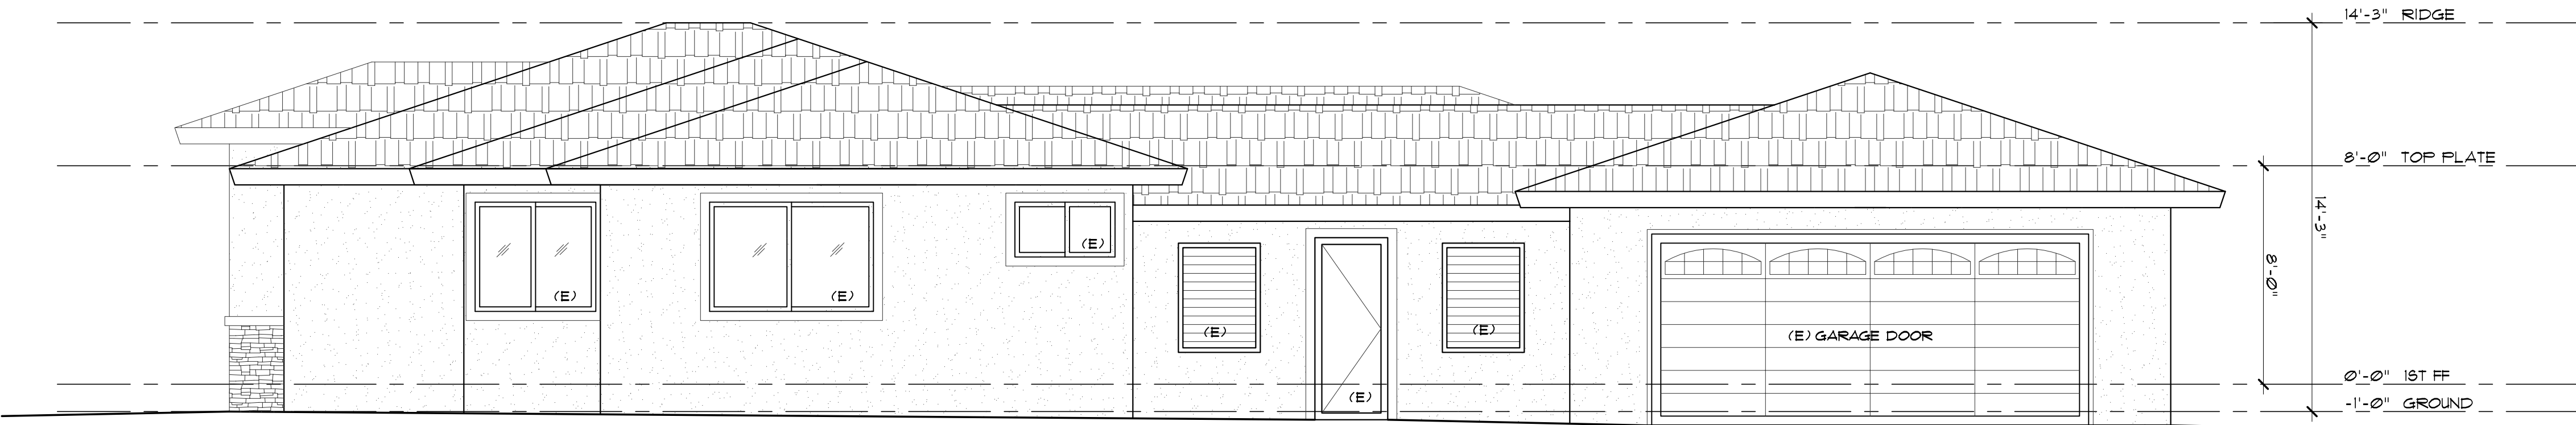 14'-3" RIDGE
8'-0" TOP PLATE
14'-3"
(E)
8'-0"
(E)
(E)
(E)
(E)
(E) GARAGE DOOR
0'-0" 1ST FF
(E)
-1'-0" GROUND